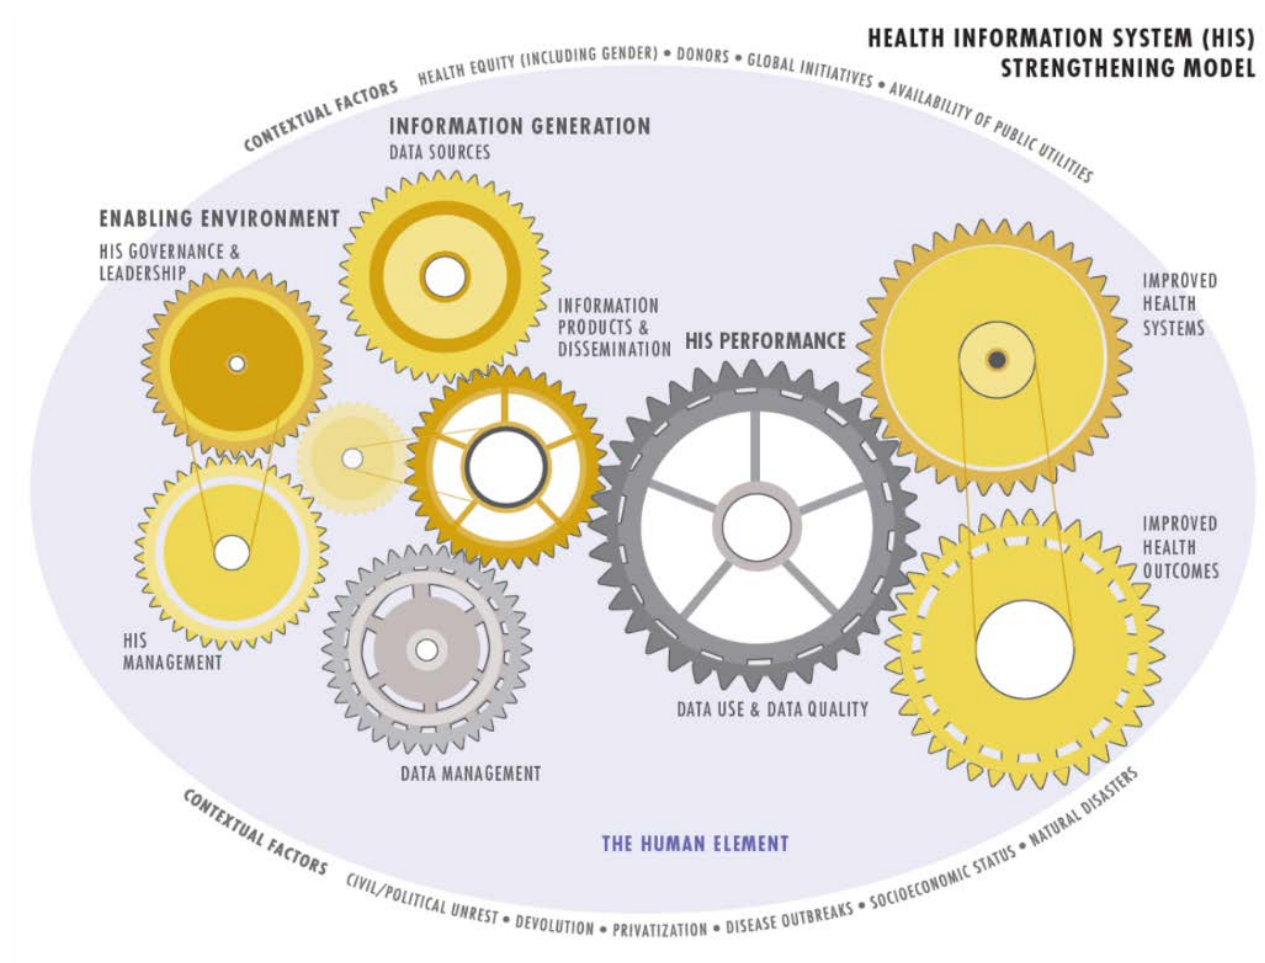 HEALTH INFORMATION SYSTEM (HIS)
STRENGTHENING MODEL
CONTEXTUAL FACTORS HEALTH EQUITY (INCLUDING GENDER) • DONORS • GLOBAL INITIATIVES • AVAILABILITY OF PUBLIC UTILITIES
INFORMATION GENERATION
DATA SOURCES
ENABLING ENVIRONMENT
HIS GOVERNANCE &
LEADERSHIP
INFORMATION
PRODUCTS &
DISSEMINATION
HIS PERFORMANCE
IMPROVED
HEALTH
SYSTEMS
IMPROVED
HEALTH
OUTCOMES
HIS
MANAGEMENT
DATA USE & DATA QUALITY
DATA MANAGEMENT
THE HUMAN ELEMENT
CONTEXTUAL FACTORS CIVIL/POLITICAL UNREST • DEVOLUTION • PRIVATIZATION • DISEASE OUTBREAKS • SOCIOECONOMIC STATUS • NATURAL DISASTERS